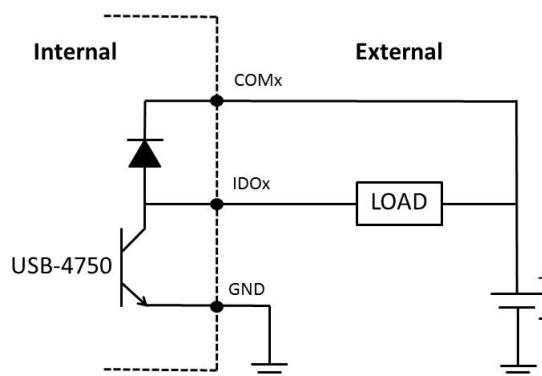 Internal
External
COMx
IDOx
LOAD
USB-4750
GND